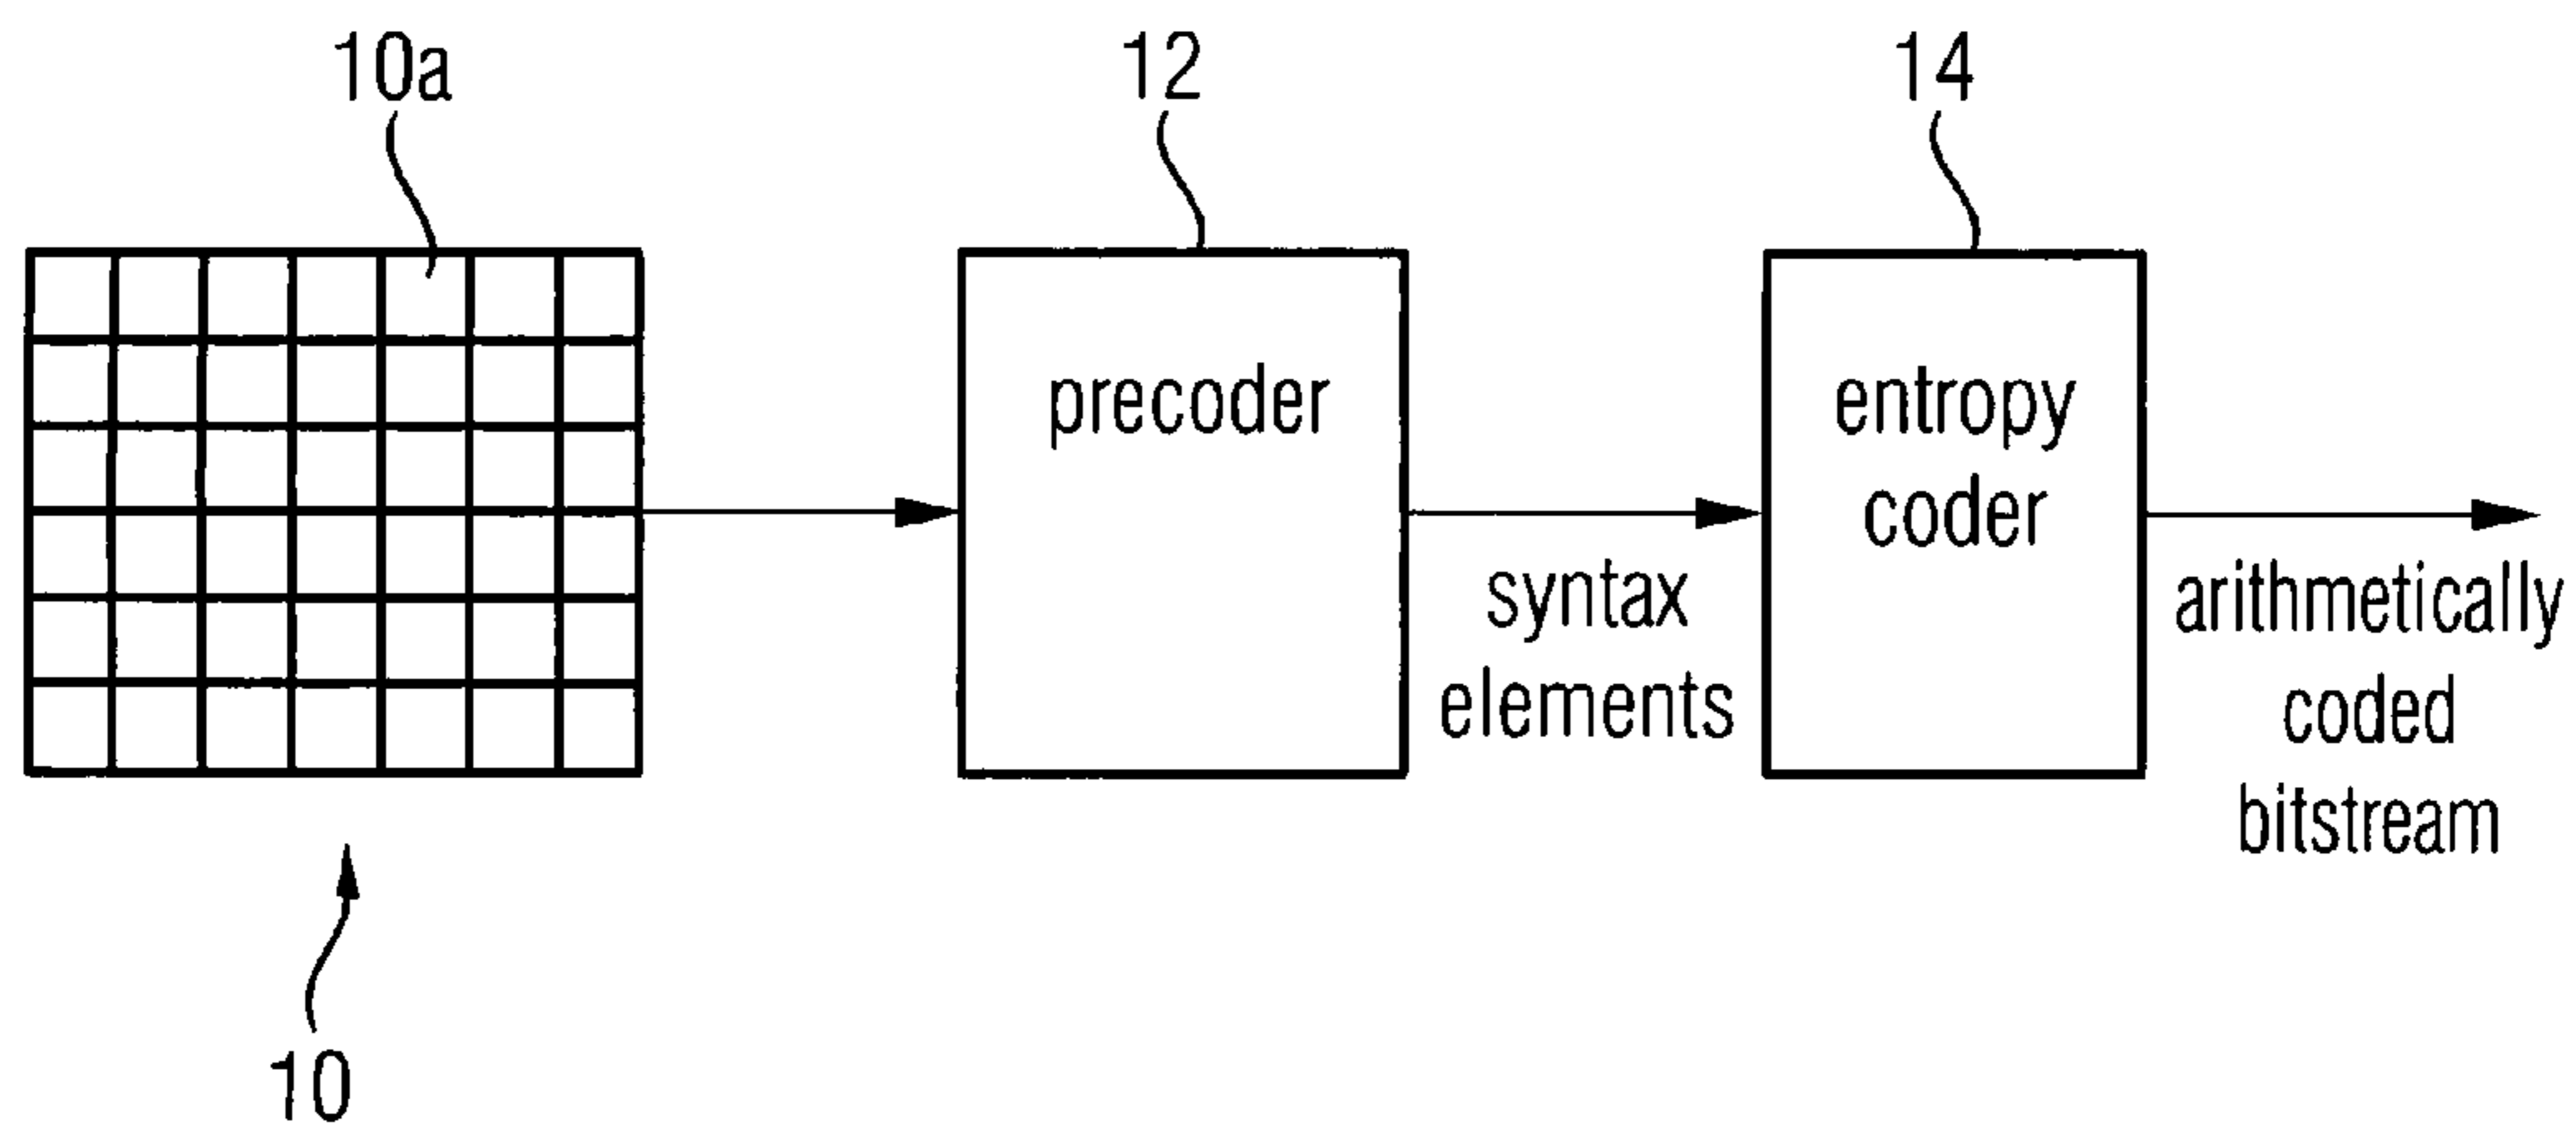 10a
12
14
precoder
entropy
coder
syntax
elements
arithmetically
coded
bitstream
10